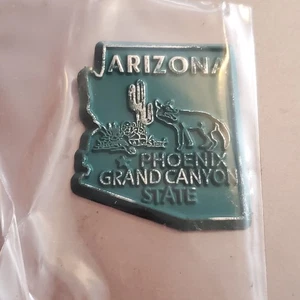 ARIZONA
PHOENIX
GRAND CANYON
STATE